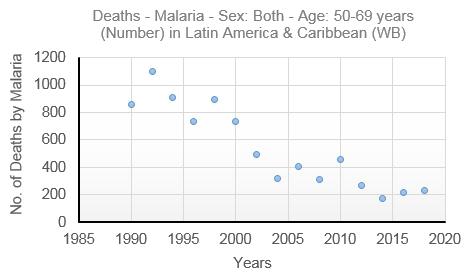 Deaths - Malaria - Sex: Both - Age: 50-69 years
(Number) in Latin America & Caribbean (WB)
No. of Deaths by Malaria
1200
1000
800
600
400
200
0
1985 1990 1995 2000 2005 2010 2015 2020
Years